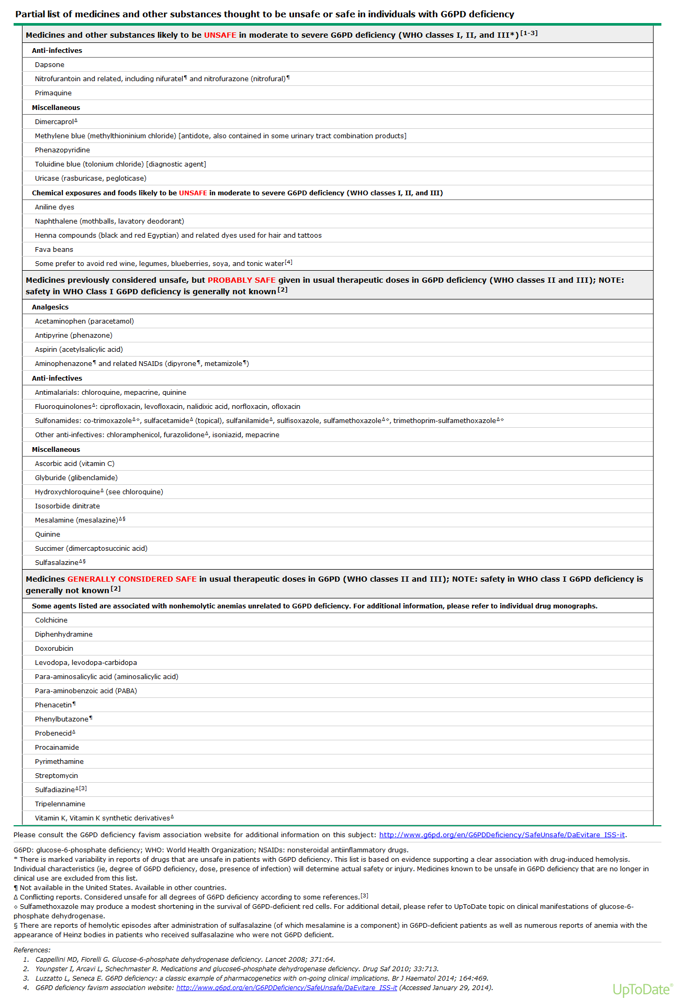 Partial list of medicines and other substances thought to be unsafe or safe in individuals with G6PD deficiency
Medicines and other substances likely to be UNSAFE in moderate to severe G6PD deficiency (WHO classes I, II, and III*)[1-3]
Anti-infectives
Dapsone
Nitrofurantoin and related, including nifuratel¶ and nitrofurazone (nitrofural)¶
Primaquine
Miscellaneous
DimercaprolΔ
Methylene blue (methylthioninium chloride) [antidote, also contained in some urinary tract combination products]
Phenazopyridine
Toluidine blue (tolonium chloride) [diagnostic agent]
Uricase (rasburicase, pegloticase)
Chemical exposures and foods likely to be UNSAFE in moderate to severe G6PD deficiency (WHO classes I, II, and III)
Aniline dyes
Naphthalene (mothballs, lavatory deodorant)
Henna compounds (black and red Egyptian) and related dyes used for hair and tattoos
Fava beans
Some prefer to avoid red wine, legumes, blueberries, soya, and tonic water[4]
Medicines previously considered unsafe, but PROBABLY SAFE given in usual therapeutic doses in G6PD deficiency (WHO classes II and III); NOTE:
safety in WHO Class I G6PD deficiency is generally not known[2]
Analgesics
Acetaminophen (paracetamol)
Antipyrine (phenazone)
Aspirin (acetylsalicylic acid)
Aminophenazone¶ and related NSAIDs (dipyrone¶, metamizole¶)
Anti-infectives
Antimalarials: chloroquine, mepacrine, quinine
FluoroquinolonesΔ: ciprofloxacin, levofloxacin, nalidixic acid, norfloxacin, ofloxacin
Sulfonamides: co-trimoxazoleΔ⋄, sulfacetamideΔ (topical), sulfanilamideΔ, sulfisoxazole, sulfamethoxazoleΔ⋄, trimethoprim-sulfamethoxazoleΔ⋄
Other anti-infectives: chloramphenicol, furazolidoneΔ, isoniazid, mepacrine
Miscellaneous
Ascorbic acid (vitamin C)
Glyburide (glibenclamide)
HydroxychloroquineΔ (see chloroquine)
Isosorbide dinitrate
Mesalamine (mesalazine)Δ§
Quinine
Succimer (dimercaptosuccinic acid)
SulfasalazineΔ§
Medicines GENERALLY CONSIDERED SAFE in usual therapeutic doses in G6PD (WHO classes II and III); NOTE: safety in WHO class I G6PD deficiency is
generally not known[2]
Some agents listed are associated with nonhemolytic anemias unrelated to G6PD deficiency. For additional information, please refer to individual drug monographs.
Colchicine
Diphenhydramine
Doxorubicin
Levodopa, levodopa-carbidopa
Para-aminosalicylic acid (aminosalicylic acid)
Para-aminobenzoic acid (PABA)
Phenacetin¶
Phenylbutazone¶
ProbenecidΔ
Procainamide
Pyrimethamine
Streptomycin
SulfadiazineΔ[3]
Tripelennamine
Vitamin K, Vitamin K synthetic derivativesΔ
Please consult the G6PD deficiency favism association website for additional information on this subject: http://www.g6pd.org/en/G6PDDeficiency/SafeUnsafe/DaEvitare_ISS-it.
G6PD: glucose-6-phosphate deficiency; WHO: World Health Organization; NSAIDs: nonsteroidal antiinflammatory drugs.
* There is marked variability in reports of drugs that are unsafe in patients with G6PD deficiency. This list is based on evidence supporting a clear association with drug-induced hemolysis.
Individual characteristics (ie, degree of G6PD deficiency, dose, presence of infection) will determine actual safety or injury. Medicines known to be unsafe in G6PD deficiency that are no longer in
clinical use are excluded from this list.
¶ Not available in the United States. Available in other countries.
Δ Conflicting reports. Considered unsafe for all degrees of G6PD deficiency according to some references.[3]
⋄ Sulfamethoxazole may produce a modest shortening in the survival of G6PD-deficient red cells. For additional detail, please refer to UpToDate topic on clinical manifestations of glucose-6-
phosphate dehydrogenase.
§ There are reports of hemolytic episodes after administration of sulfasalazine (of which mesalamine is a component) in G6PD-deficient patients as well as numerous reports of anemia with the
appearance of Heinz bodies in patients who received sulfasalazine who were not G6PD deficient.
References:
1. Cappellini MD, Fiorelli G. Glucose-6-phosphate dehydrogenase deficiency. Lancet 2008; 371:64.
2. Youngster I, Arcavi L, Schechmaster R. Medications and glucose6-phosphate dehydrogenase deficiency. Drug Saf 2010; 33:713.
3. Luzzatto L, Seneca E. G6PD deficiency: a classic example of pharmacogenetics with on-going clinical implications. Br J Haematol 2014; 164:469.
4. G6PD deficiency favism association website: http://www.g6pd.org/en/G6PDDeficiency/SafeUnsafe/DaEvitare_ISS-it (Accessed January 29, 2014).
UpToDate®